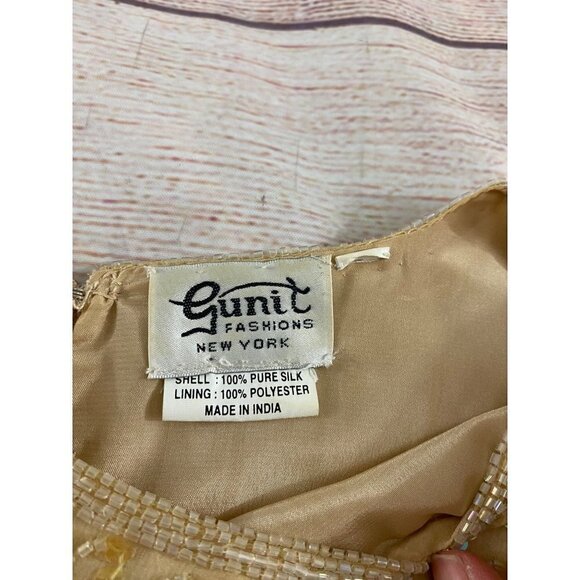 Gunit
FASHIONS
NEW YORK
SHELL : 100% PURE SILK
LINING : 100% POLYESTER
MADE IN INDIA